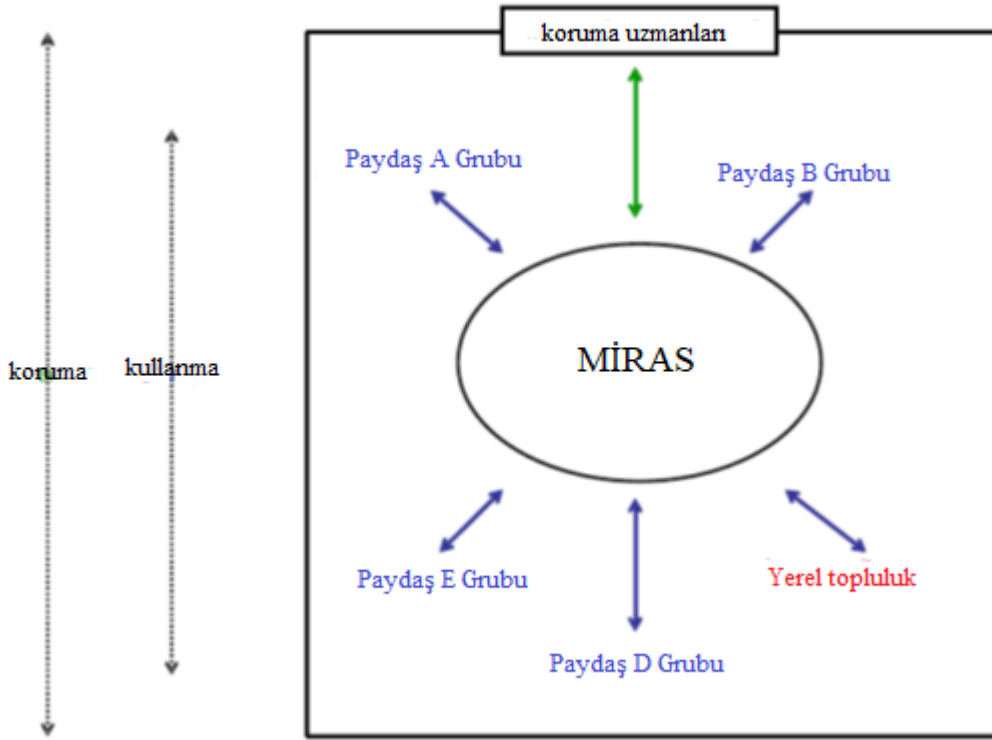 koruma uzmanları
Paydaş A Grubu
Paydaş B Grubu
MİRAS
koruma
kullanma
Paydaş E Grubu
Yerel topluluk
Paydaş D Grubu